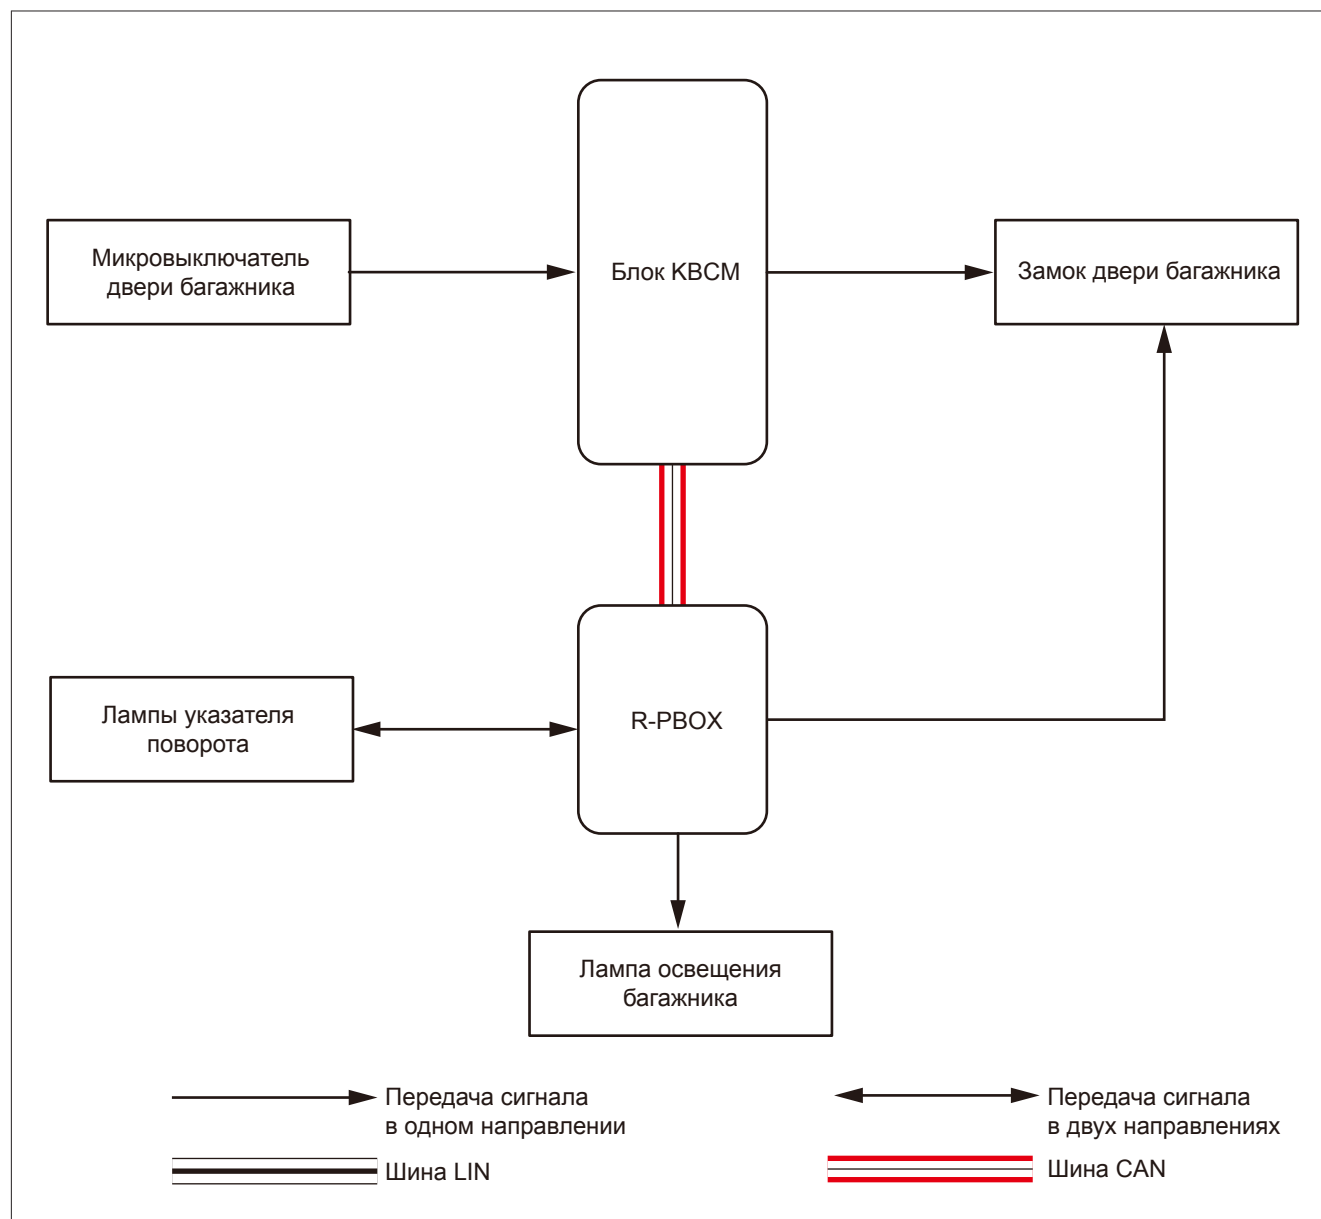 Микровыключатель
двери багажника
Блок KBCM
Замок двери багажника
Лампы указателя
поворота
R-PBOX
Лампа освещения
багажника
Передача сигнала
в одном направлении
Передача сигнала
в двух направлениях
Шина LIN
Шина CAN